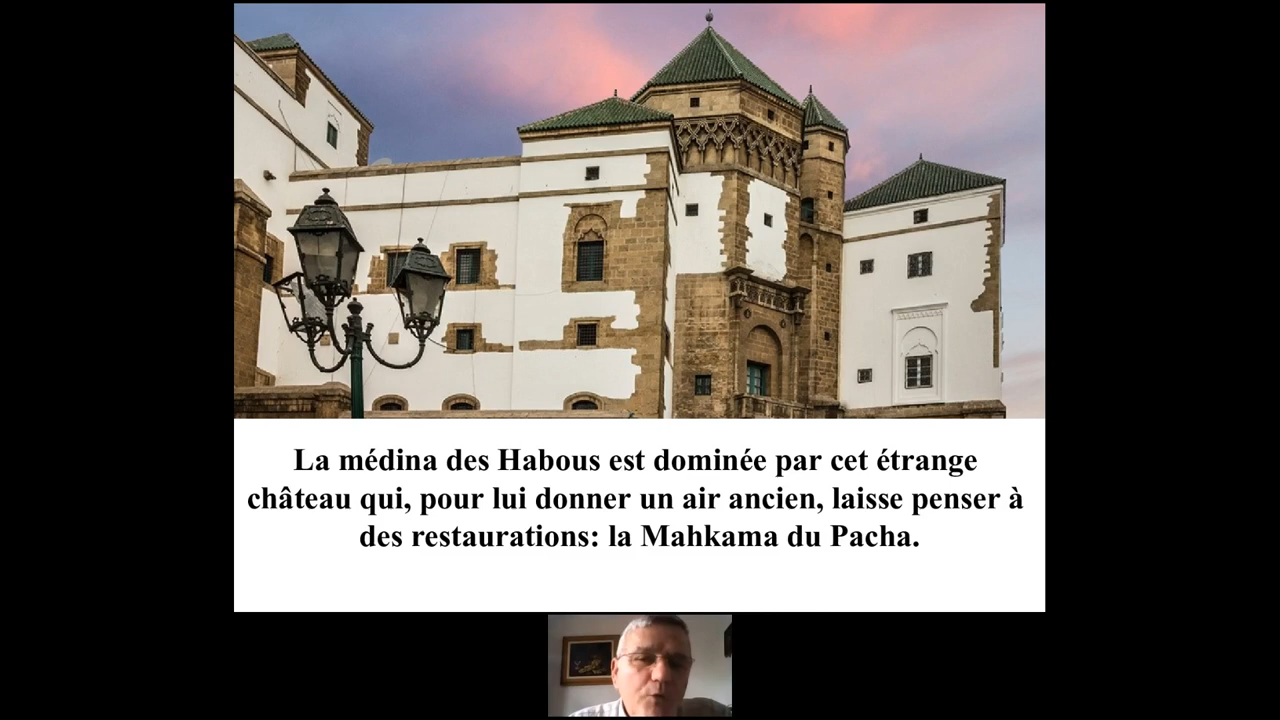 La médina des Habous est dominée par cet étrange
château qui, pour lui donner un air ancien, laisse penser à
des restaurations: la Mahkama du Pacha.